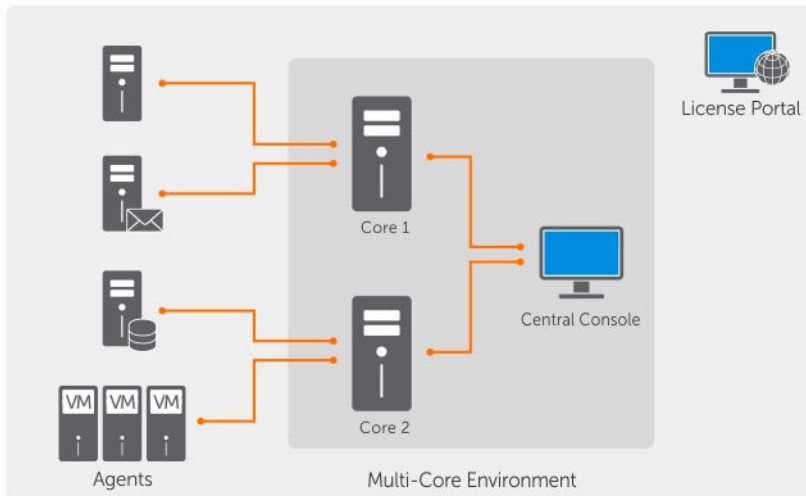 License Portal
Core 1
Central Console
VM VM VM
Core 2
Agents
Multi-Core Environment